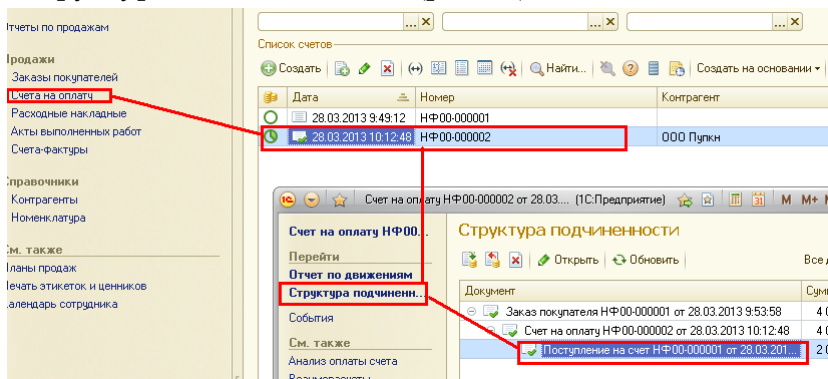 Отчеты по продажам
Продажи
Заказы покупателей
Счета на оплату
Расходные накладные
Акты выполненных работ
Счета-фактуры
Справочники
Контрагенты
Номенклатура
См. также
Планы продаж
Печать этикеток и ценников
Календарь сотрудника
... x ... x ... x
Список счетов
Создать Найти... Создать на основании
Дата Номер Контрагент
28.03.2013 9:49:12 НФ00-000001
28.03.2013 10:12:48 НФ00-000002 ООО Пупкн
Счет на оплату НФ00-000002 от 28.03.... (1С:Предприятие) M M+
Счет на оплату НФ00...
Перейти
Отчет по движениям
Структура подчиненн...
События
См. также
Анализ оплаты счета
Взаиморасчеты
Структура подчиненности
Открыть Обновить Все
Документ
Заказ покупателя НФ00-000001 от 28.03.2013 9:53:58
Счет на оплату НФ00-000002 от 28.03.2013 10:12:48
Поступление на счет НФ00-000001 от 28.03.201...